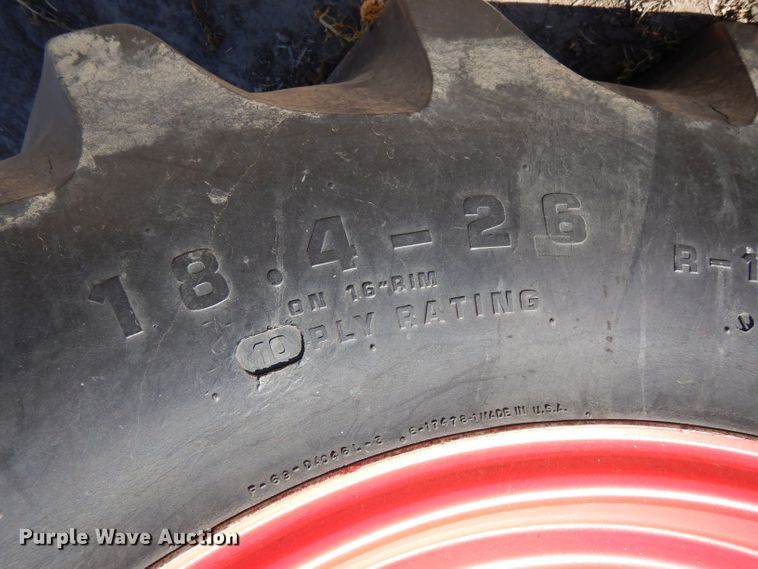 18.4-26
R-1
ON 16"RIM
10 PLY RATING
MADE IN U.S.A.
Purple Wave Auction